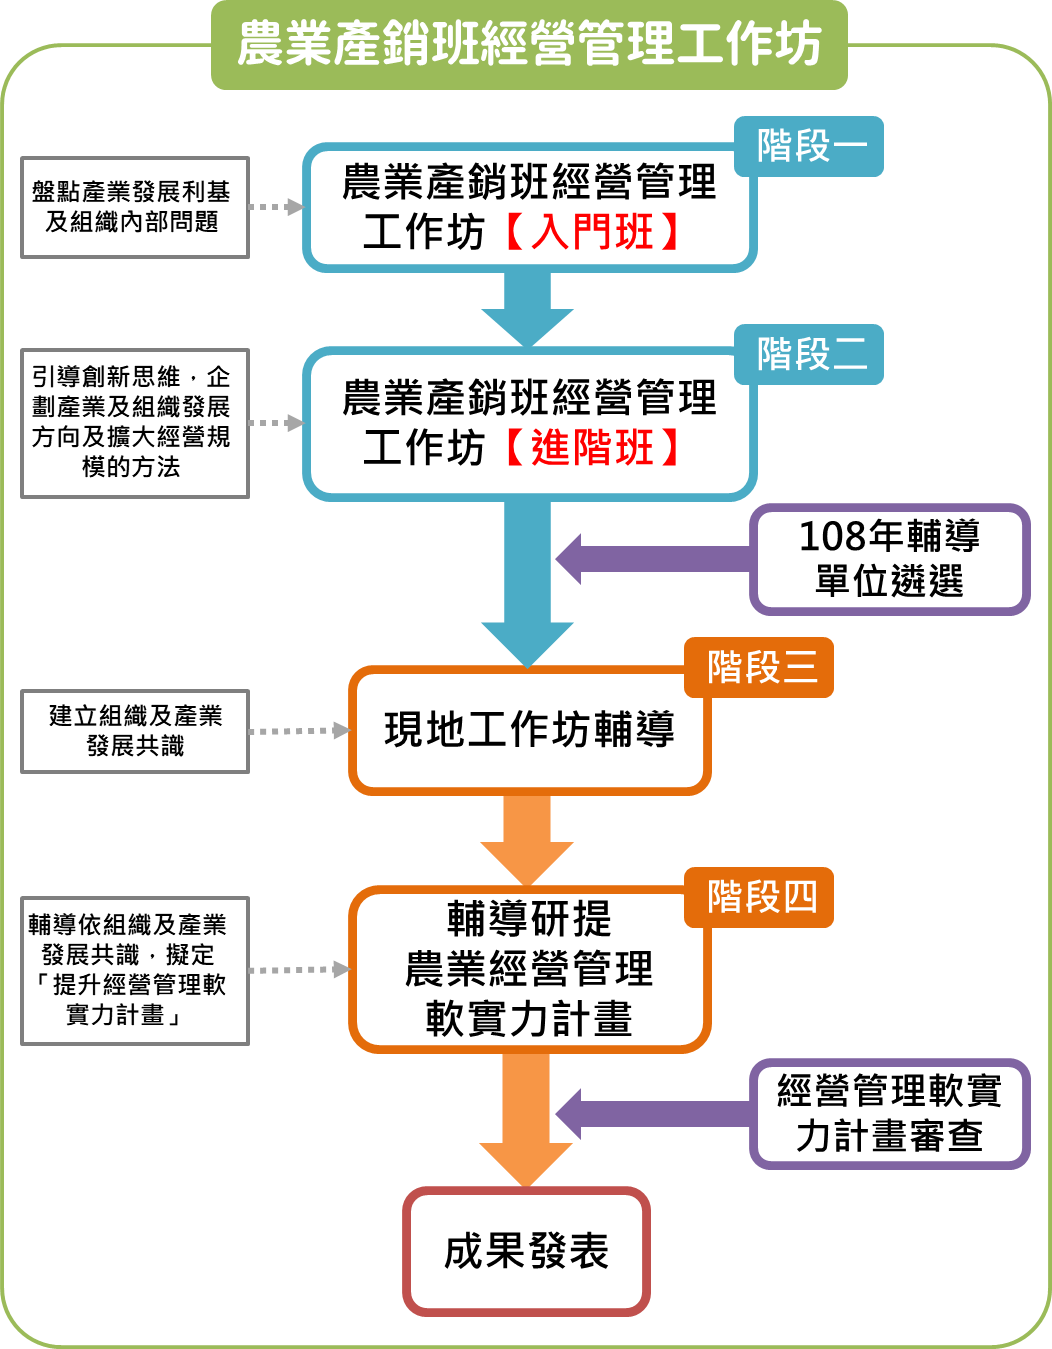 農業產銷班經營管理工作坊
階段一
農業產銷班經營管理
工作坊【入門班】
盤點產業發展利基
及組織內部問題
階段二
農業產銷班經營管理
工作坊【進階班】
引導創新思維，企
劃產業及組織發展
方向及擴大經營規
模的方法
108年輔導
單位遴選
階段三
現地工作坊輔導
建立組織及產業
發展共識
階段四
輔導研提
農業經營管理
軟實力計畫
輔導依組織及產業
發展共識，擬定
「提升經營管理軟
實力計畫」
經營管理軟實
力計畫審查
成果發表